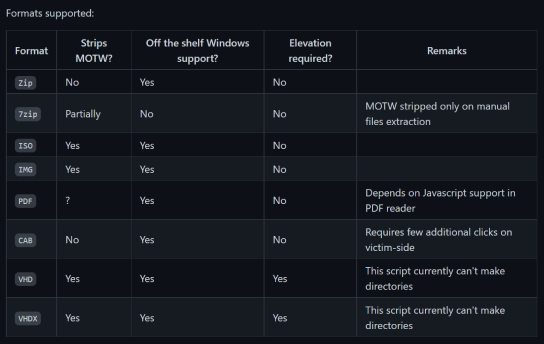 Formats supported:
Format Strips MOTW? Off the shelf Windows support? Elevation required? Remarks
Zip No Yes No
7zip Partially No No MOTW stripped only on manual files extraction
ISO Yes Yes No
IMG Yes Yes No
PDF ? Yes No Depends on Javascript support in PDF reader
CAB No Yes No Requires few additional clicks on victim-side
VHD Yes Yes Yes This script currently can't make directories
VHDX Yes Yes Yes This script currently can't make directories